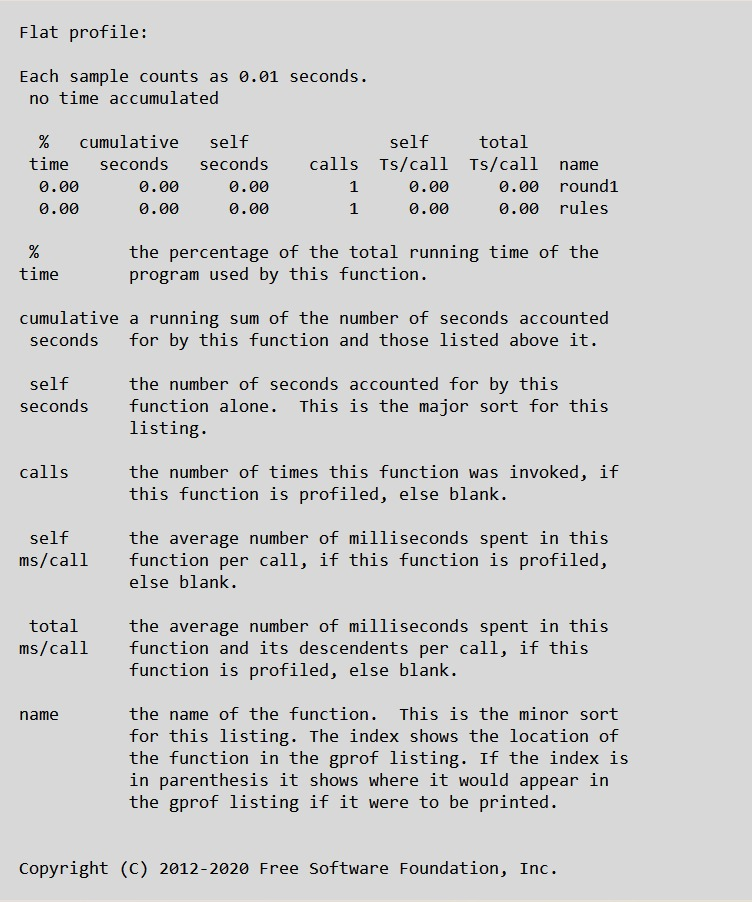 Flat profile:

Each sample counts as 0.01 seconds.
 no time accumulated

  %   cumulative   self              self     total
 time   seconds   seconds    calls  Ts/call  Ts/call  name
  0.00      0.00     0.00        1     0.00     0.00  round1
  0.00      0.00     0.00        1     0.00     0.00  rules

 %         the percentage of the total running time of the
time       program used by this function.

cumulative a running sum of the number of seconds accounted
 seconds   for by this function and those listed above it.

 self      the number of seconds accounted for by this
seconds    function alone.  This is the major sort for this
           listing.

calls      the number of times this function was invoked, if
           this function is profiled, else blank.

 self      the average number of milliseconds spent in this
ms/call    function per call, if this function is profiled,
           else blank.

 total     the average number of milliseconds spent in this
ms/call    function and its descendents per call, if this
           function is profiled, else blank.

name       the name of the function.  This is the minor sort
           for this listing. The index shows the location of
           the function in the gprof listing. If the index is
           in parenthesis it shows where it would appear in
           the gprof listing if it were to be printed.

Copyright (C) 2012-2020 Free Software Foundation, Inc.